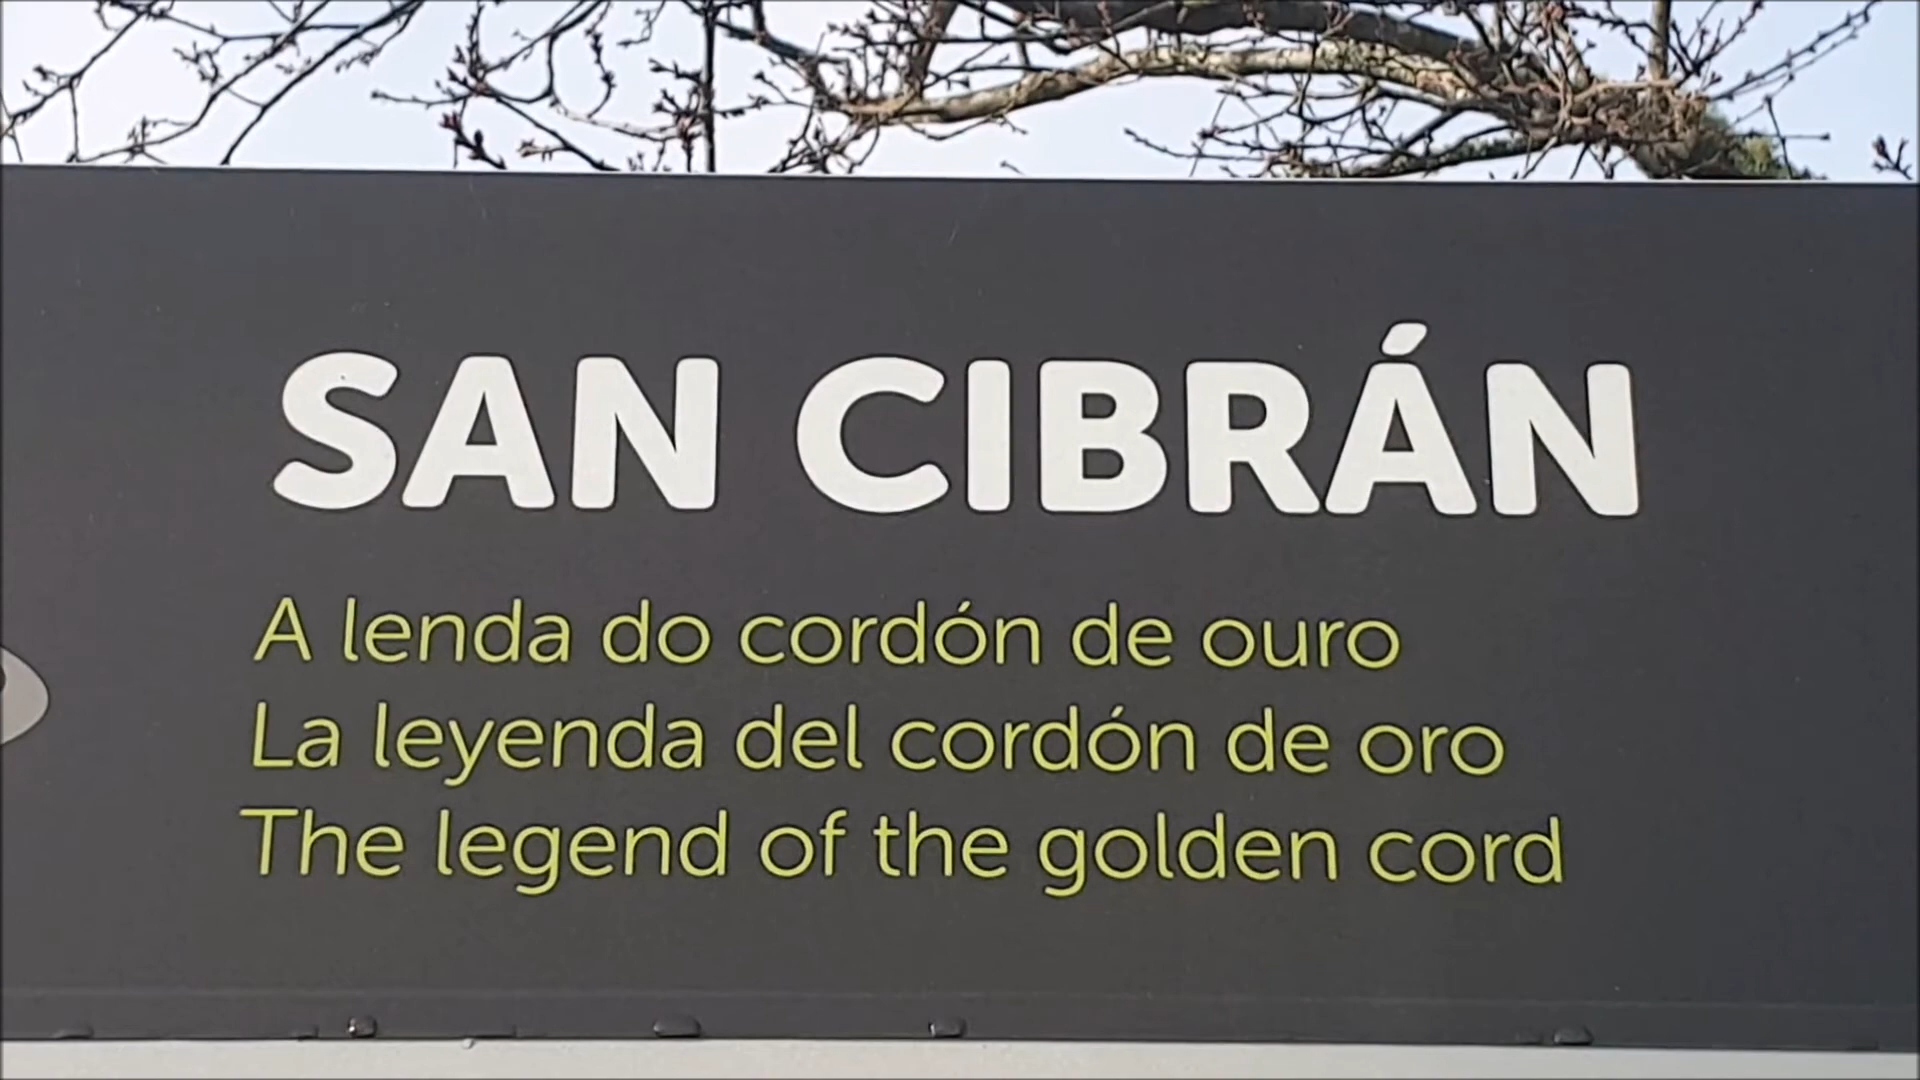 SAN CIBRÁN
A lenda do cordón de ouro
La leyenda del cordón de oro
The legend of the golden cord